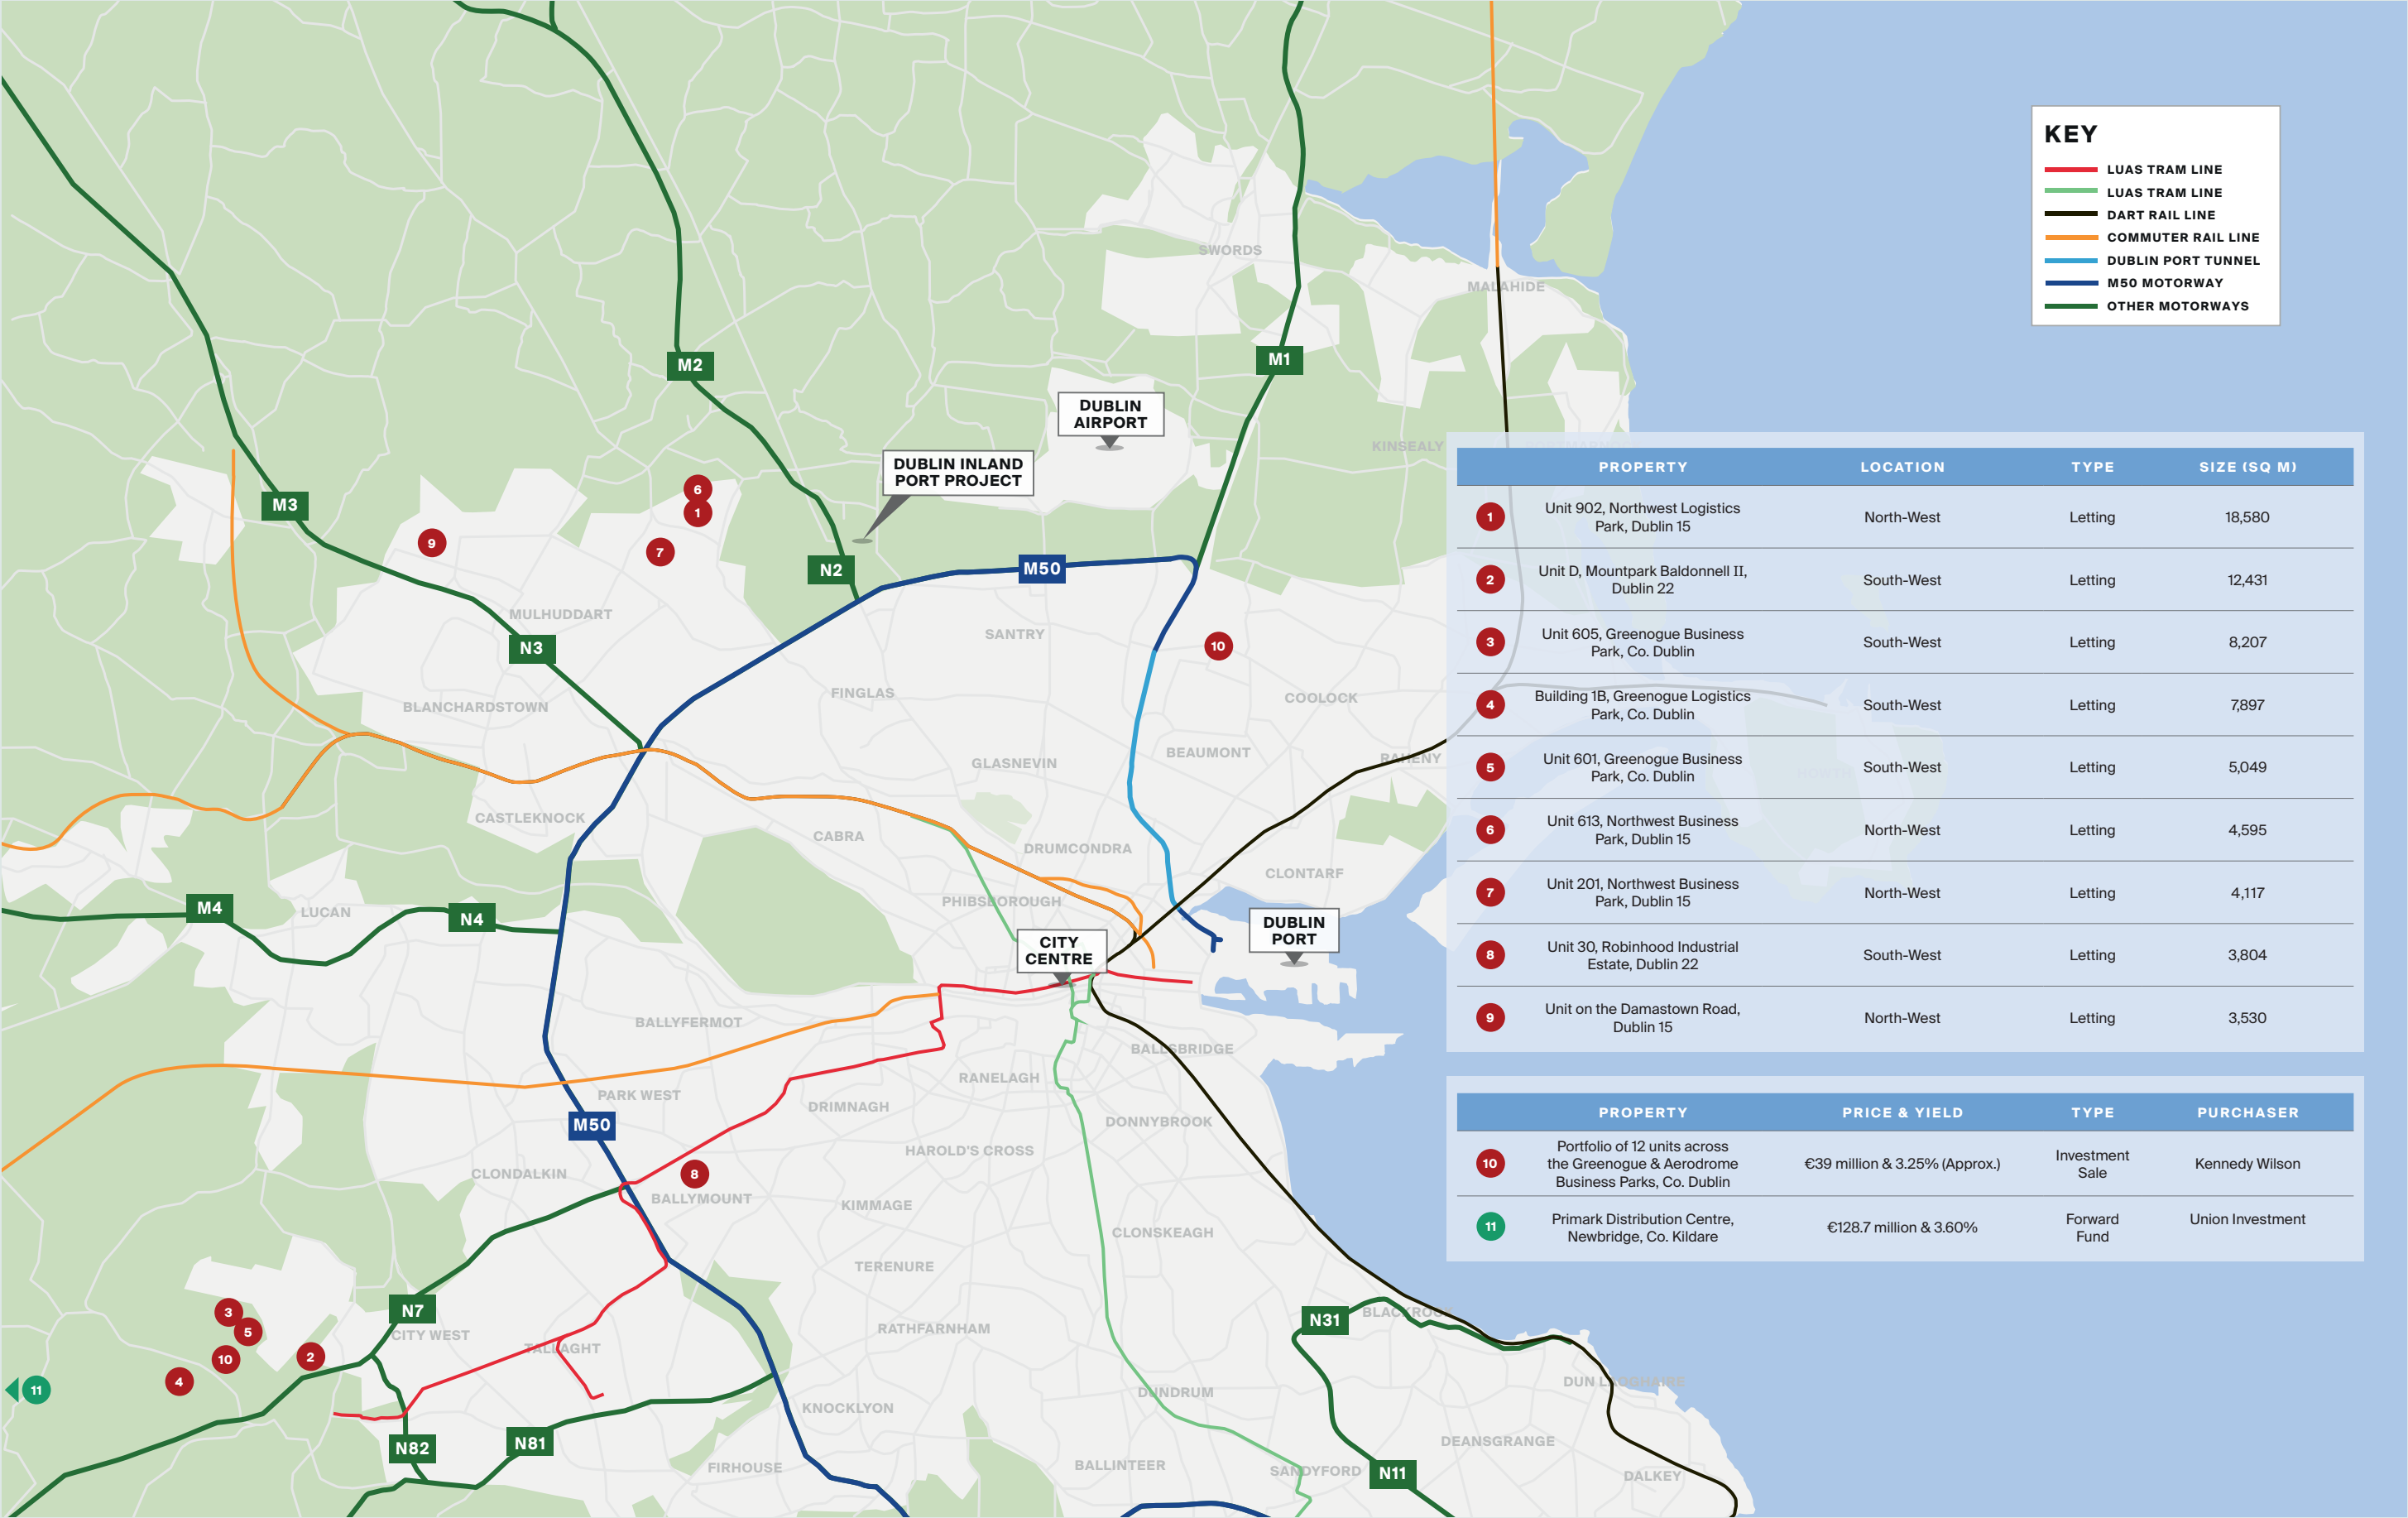 KEY
LUAS TRAM LINE
LUAS TRAM LINE
DART RAIL LINE
COMMUTER RAIL LINE
DUBLIN PORT TUNNEL
M50 MOTORWAY
OTHER MOTORWAYS
SWORDS
MALAHIDE
M2
M1
DUBLIN
AIRPORT
KINSEALY
DUBLIN INLAND
PORT PROJECT
M3
6
1
9
7
N2
M50
MULHUDDART
SANTRY
N3
10
FINGLAS
BLANCHARDSTOWN
COOLOCK
BEAUMONT
RAHENY
GLASNEVIN
CASTLEKNOCK
CABRA
DRUMCONDRA
CLONTARF
PHIBSBOROUGH
M4
LUCAN
N4
CITY
CENTRE
DUBLIN
PORT
BALLYFERMOT
BALLSBRIDGE
RANELAGH
PARK WEST
DRIMNAGH
DONNYBROOK
M50
HAROLD'S CROSS
CLONDALKIN
8
BALLYMOUNT
KIMMAGE
CLONSKEAGH
TERENURE
N7
CITY WEST
3
5
10
2
4
11
TALLAGHT
RATHFARNHAM
N31
BLACKROCK
DUN LAOGHAIRE
DUNDRUM
KNOCKLYON
N82
N81
DEANSGRANGE
FIRHOUSE
BALLINTEER
SANDYFORD
N11
DALKEY
PROPERTY LOCATION TYPE SIZE (SQ M)
1 Unit 902, Northwest Logistics
Park, Dublin 15 North-West Letting 18,580
2 Unit D, Mountpark Baldonnell II,
Dublin 22 South-West Letting 12,431
3 Unit 605, Greenogue Business
Park, Co. Dublin South-West Letting 8,207
4 Building 1B, Greenogue Logistics
Park, Co. Dublin South-West Letting 7,897
5 Unit 601, Greenogue Business
Park, Co. Dublin South-West Letting 5,049
6 Unit 613, Northwest Business
Park, Dublin 15 North-West Letting 4,595
7 Unit 201, Northwest Business
Park, Dublin 15 North-West Letting 4,117
8 Unit 30, Robinhood Industrial
Estate, Dublin 22 South-West Letting 3,804
9 Unit on the Damastown Road,
Dublin 15 North-West Letting 3,530
PROPERTY PRICE & YIELD TYPE PURCHASER
10 Portfolio of 12 units across
the Greenogue & Aerodrome
Business Parks, Co. Dublin €39 million & 3.25% (Approx.) Investment
Sale Kennedy Wilson
11 Primark Distribution Centre,
Newbridge, Co. Kildare €128.7 million & 3.60% Forward
Fund Union Investment